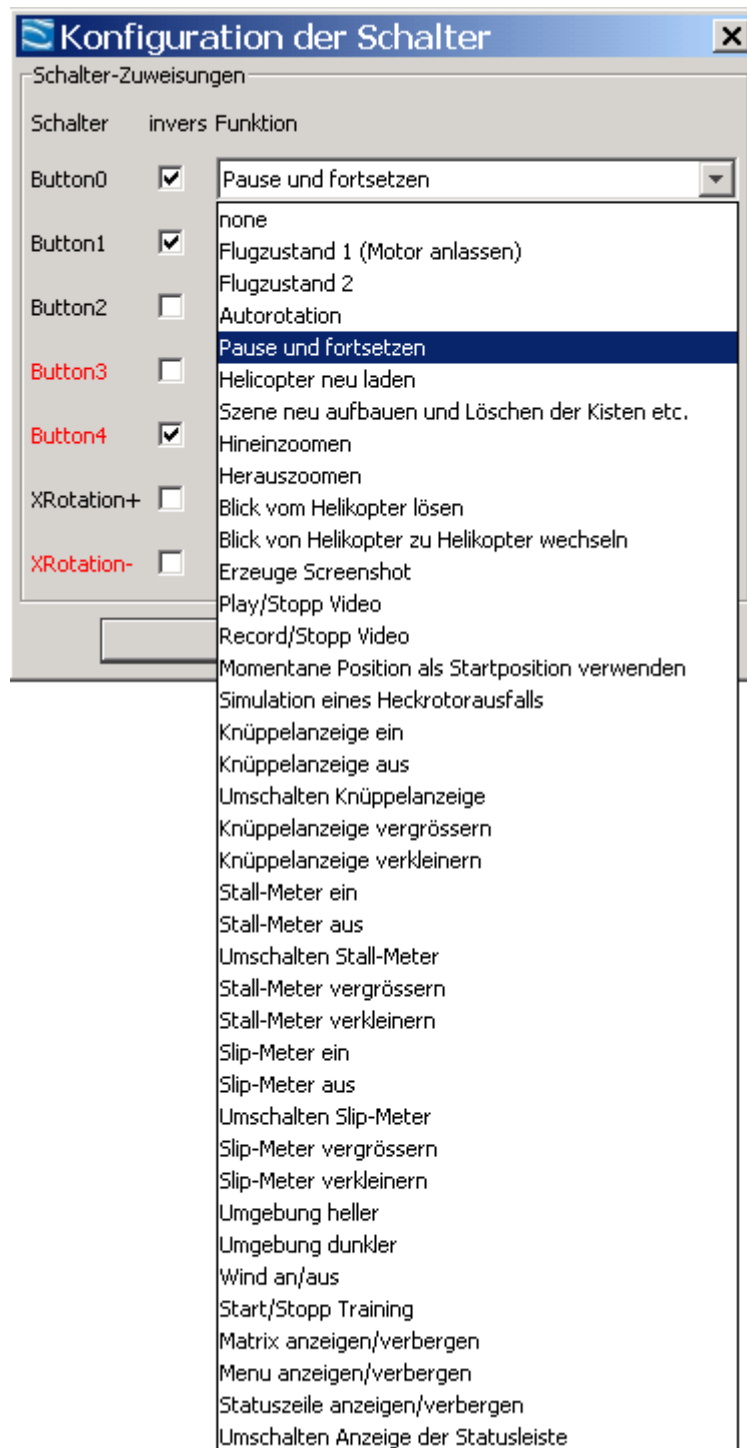 Konfiguration der Schalter
Schalter-Zuweisungen
Schalter invers Funktion
Button0 Pause und fortsetzen
Button1
Button2
Button3
Button4
XRotation+
XRotation-
none
Flugzustand 1 (Motor anlassen)
Flugzustand 2
Autorotation
Pause und fortsetzen
Helicopter neu laden
Szene neu aufbauen und Löschen der Kisten etc.
Hineinzoomen
Herauszoomen
Blick vom Helikopter lösen
Blick von Helikopter zu Helikopter wechseln
Erzeuge Screenshot
Play/Stopp Video
Record/Stopp Video
Momentane Position als Startposition verwenden
Simulation eines Heckrotorausfalls
Knüppelanzeige ein
Knüppelanzeige aus
Umschalten Knüppelanzeige
Knüppelanzeige vergrössern
Knüppelanzeige verkleinern
Stall-Meter ein
Stall-Meter aus
Umschalten Stall-Meter
Stall-Meter vergrössern
Stall-Meter verkleinern
Slip-Meter ein
Slip-Meter aus
Umschalten Slip-Meter
Slip-Meter vergrössern
Slip-Meter verkleinern
Umgebung heller
Umgebung dunkler
Wind an/aus
Start/Stopp Training
Matrix anzeigen/verbergen
Menu anzeigen/verbergen
Statuszeile anzeigen/verbergen
Umschalten Anzeige der Statusleiste